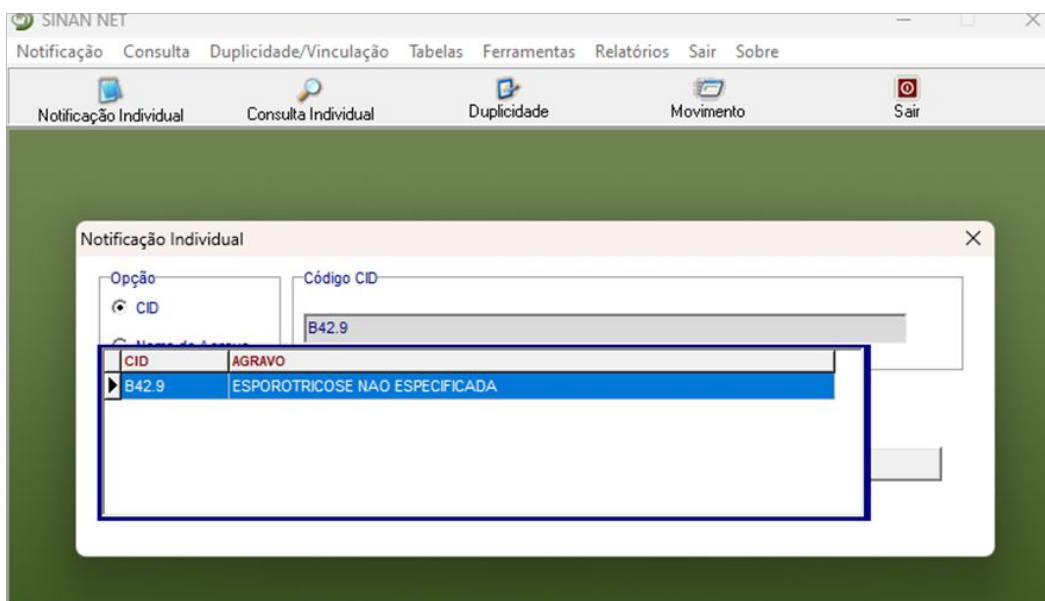 SINAN NET
Notificação Consulta Duplicidade/Vinculação Tabelas Ferramentas Relatórios Sair Sobre
Notificação Individual Consulta Individual Duplicidade Movimento Sair
Notificação Individual
Opção Código CID
CID
B42.9
CID AGRAVO
B42.9 ESPOROTRICOSE NAO ESPECIFICADA